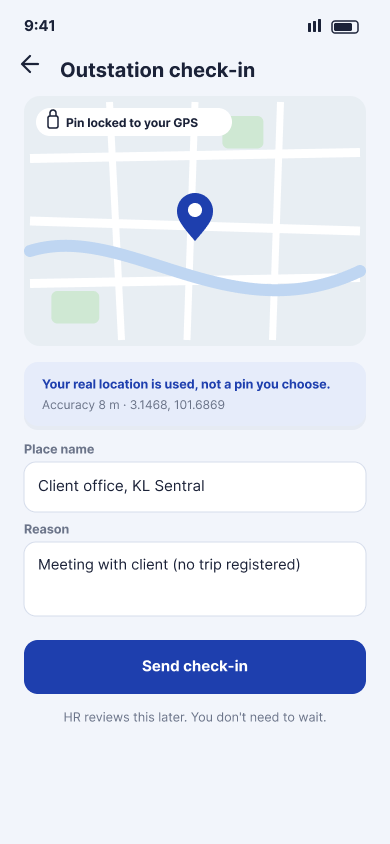 9:41
Outstation check-in
Pin locked to your GPS
Your real location is used, not a pin you choose.
Accuracy 8 m · 3.1468, 101.6869
Place name
Client office, KL Sentral
Reason
Meeting with client (no trip registered)
Send check-in
HR reviews this later. You don't need to wait.